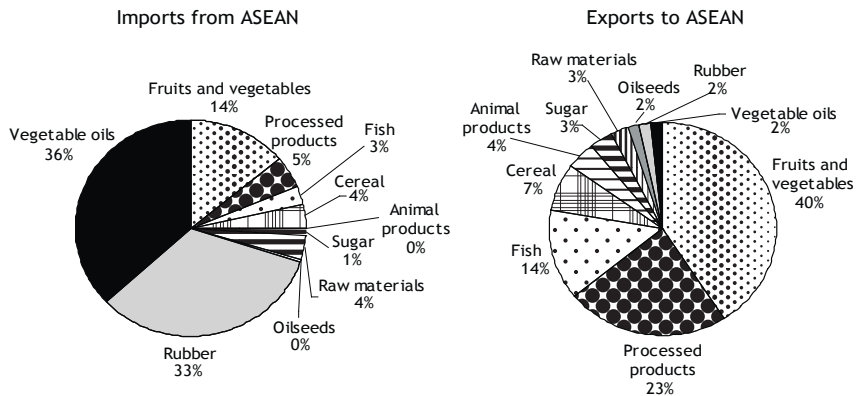 Imports from ASEAN
Fruits and vegetables
14%
Processed
products
5%
Fish
3%
Cereal
4%
Animal
products
0%
Sugar
1%
Raw materials
4%
Oilseeds
0%
Rubber
33%
Vegetable oils
36%
Exports to ASEAN
Raw materials
3%
Oilseeds
2%
Rubber
2%
Vegetable oils
2%
Fruits and
vegetables
40%
Processed
products
23%
Fish
14%
Cereal
7%
Animal
products
4%
Sugar
3%